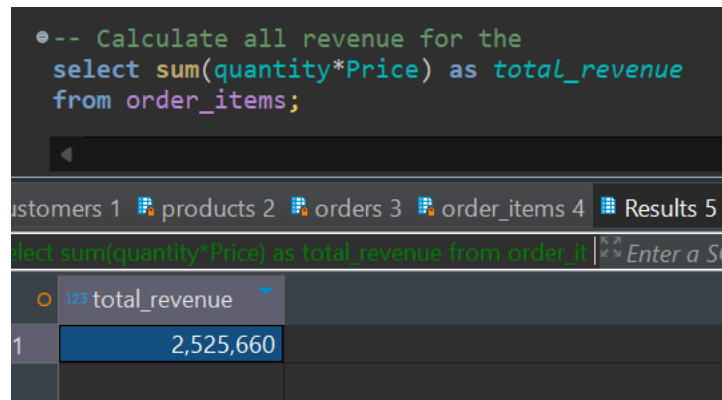 -- Calculate all revenue for the
select sum(quantity*Price) as total_revenue
from order_items;
ustomers 1 products 2 orders 3 order_items 4 Results 5
elect sum(quantity*Price) as total_revenue from order_it Enter a S
123 total_revenue
1 2,525,660